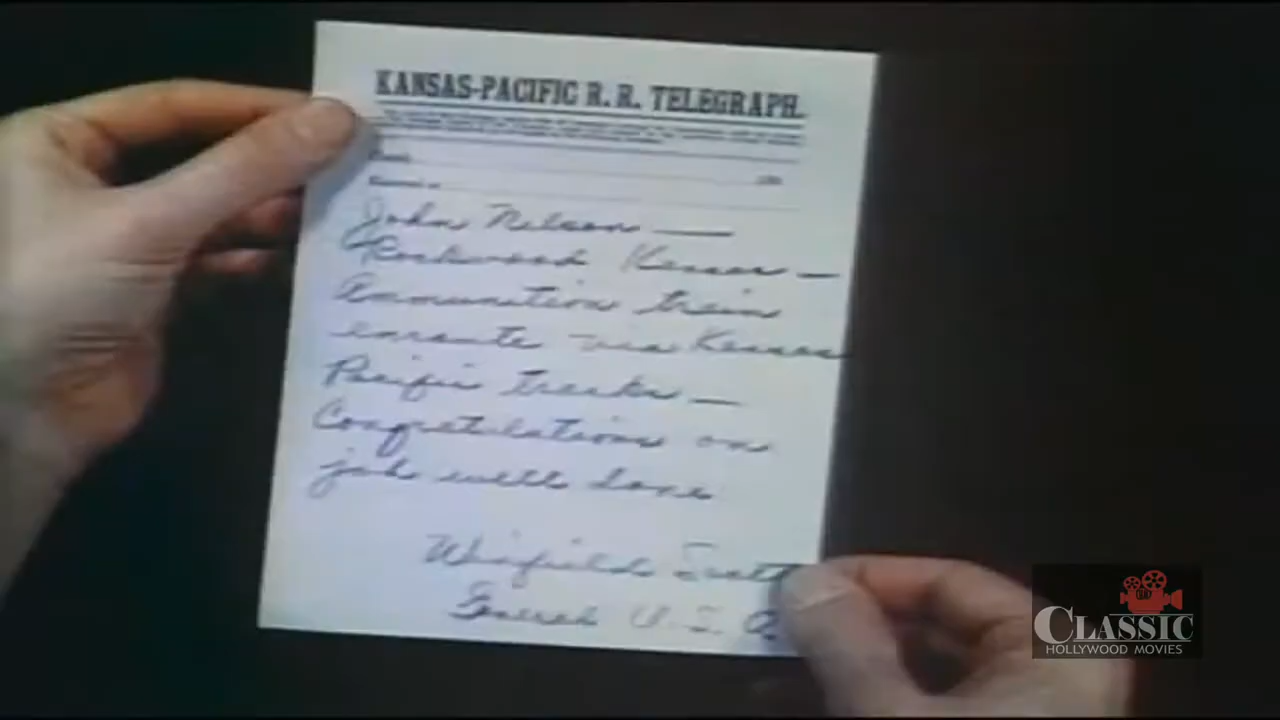 KANSAS-PACIFIC R. R. TELEGRAPH.
John Nelson —
Rockwood Kansas —
Ammunition train
enroute via Kansas
Pacific tracks —
Congratulations on
job well done
Winfield Scott
General U. S. A.
CLASSIC
HOLLYWOOD MOVIES